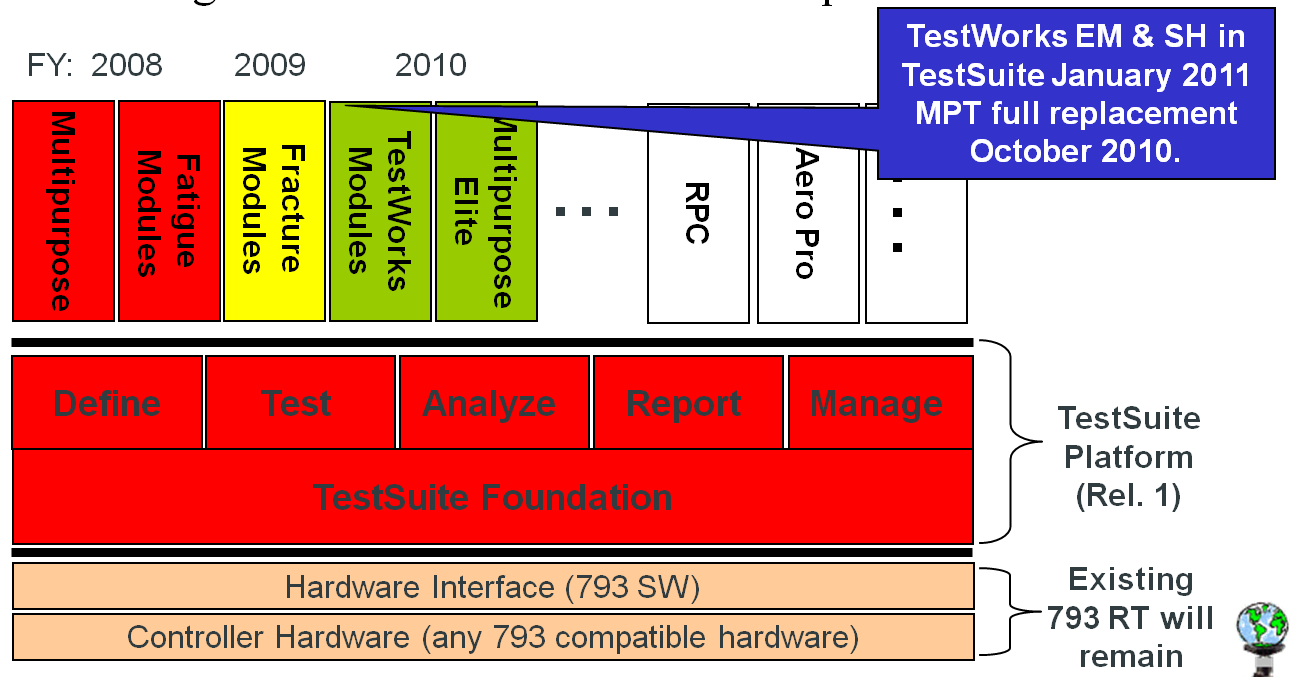 FY: 2008 2009 2010
TestWorks EM & SH in
TestSuite January 2011
MPT full replacement
October 2010.
Multipurpose
Fatigue
Modules
Fracture
Modules
TestWorks
Modules
Multipurpose
Elite
. . .
RPC
Aero Pro
Define
Test
Analyze
Report
Manage
TestSuite Foundation
TestSuite
Platform
(Rel. 1)
Hardware Interface (793 SW)
Controller Hardware (any 793 compatible hardware)
Existing
793 RT will
remain